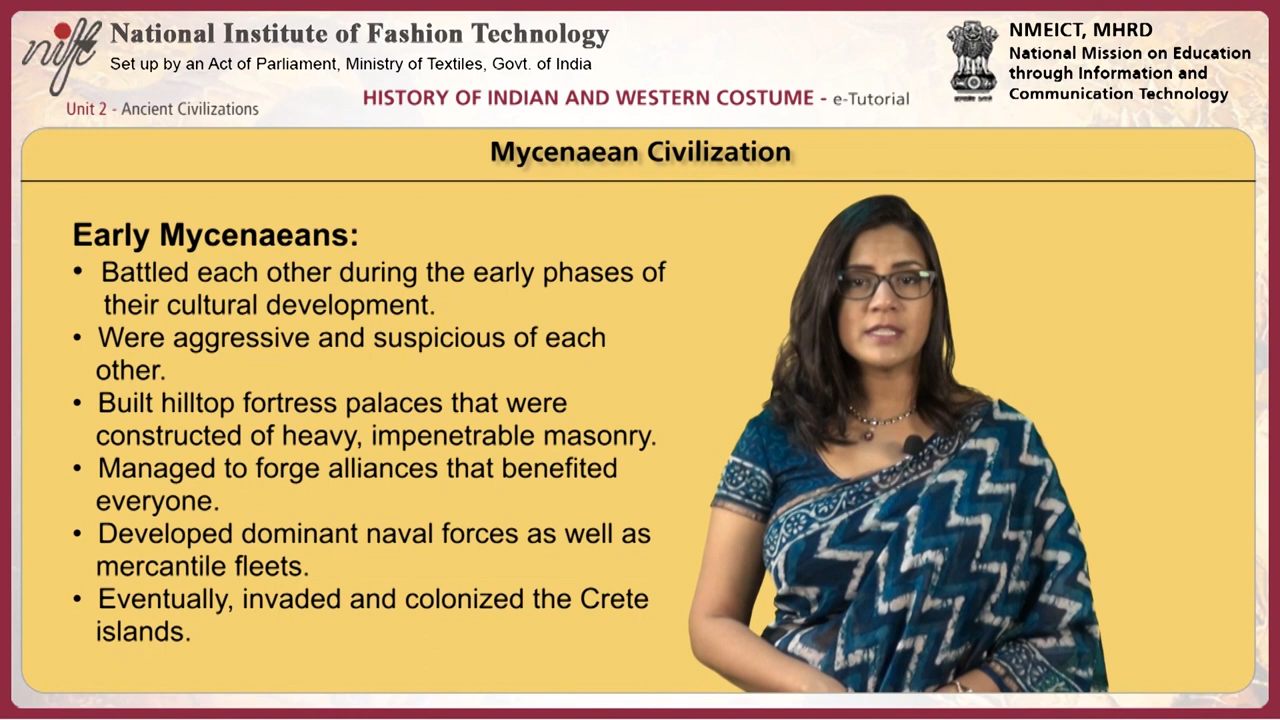 nift
National Institute of Fashion Technology
Set up by an Act of Parliament, Ministry of Textiles, Govt. of India
NMEICT, MHRD
National Mission on Education
through Information and
Communication Technology
Unit 2 - Ancient Civilizations
HISTORY OF INDIAN AND WESTERN COSTUME - e-Tutorial
Mycenaean Civilization
Early Mycenaeans:
• Battled each other during the early phases of
their cultural development.
• Were aggressive and suspicious of each
other.
• Built hilltop fortress palaces that were
constructed of heavy, impenetrable masonry.
• Managed to forge alliances that benefited
everyone.
• Developed dominant naval forces as well as
mercantile fleets.
• Eventually, invaded and colonized the Crete
islands.